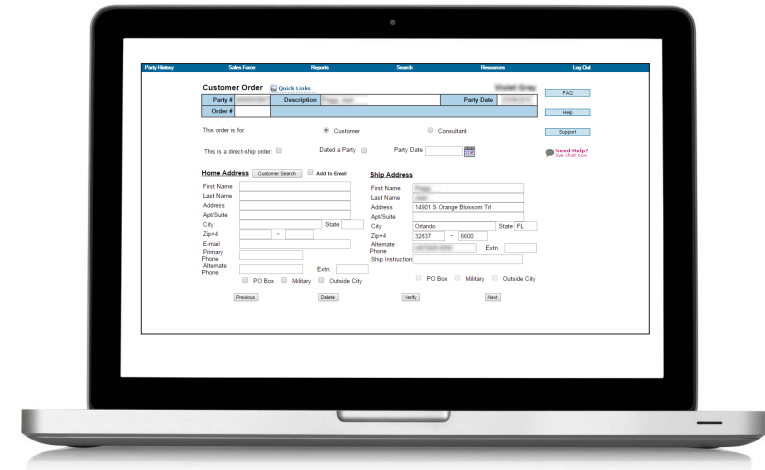 Party History Sales Force Reports Search Resources Log Out
Customer Order Quick Links Violet Gray
Party # Description Party Date
Order #
FAQ
Help
This order is for: Customer Consultant
Support
This is a direct-ship order: Dated a Party Party Date
Need Help?
live chat now
Home Address Customer Search Add to Email Ship Address
First Name First Name
Last Name Last Name
Address Address 14901 S Orange Blossom Trl
Apt/Suite Apt/Suite
City State City Orlando State FL
Zip+4 - Zip+4 32837 - 6600
E-mail Alternate Phone Extn.
Primary Phone Ship Instruction
Alternate Phone Extn.
PO Box Military Outside City PO Box Military Outside City
Previous Delete Verify Next